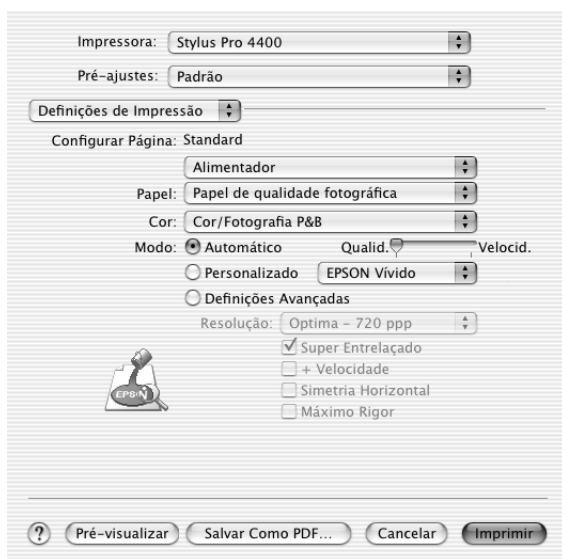 Impressora: Stylus Pro 4400
Pré-ajustes: Padrão
Definições de Impressão
Configurar Página: Standard
Alimentador
Papel: Papel de qualidade fotográfica
Cor: Cor/Fotografia P&B
Modo: Automático Qualid. Velocid.
Personalizado EPSON Vívido
Definições Avançadas
Resolução: Optima – 720 ppp
Super Entrelaçado
+ Velocidade
Simetria Horizontal
Máximo Rigor
EPSON
? Pré-visualizar Salvar Como PDF... Cancelar Imprimir